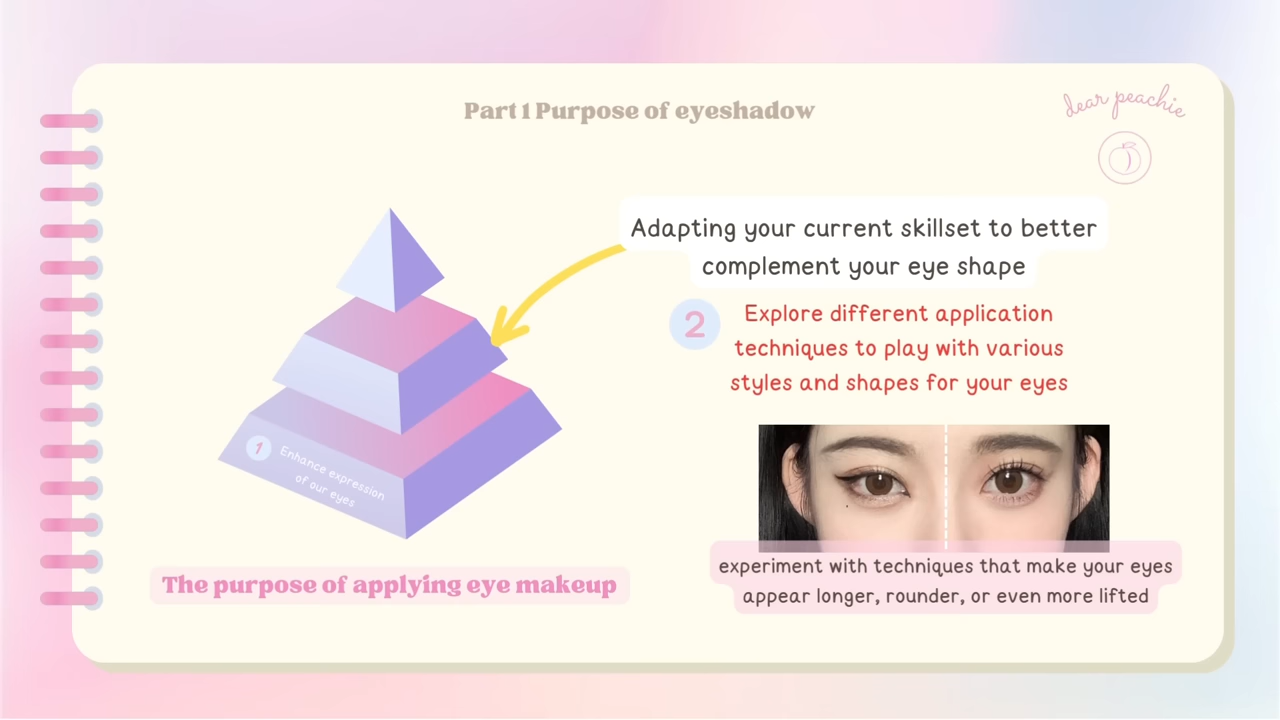 Part 1 Purpose of eyeshadow
dear peachie
Adapting your current skillset to better
complement your eye shape
2
Explore different application
techniques to play with various
styles and shapes for your eyes
1
Enhance expression
of our eyes
experiment with techniques that make your eyes
appear longer, rounder, or even more lifted
The purpose of applying eye makeup